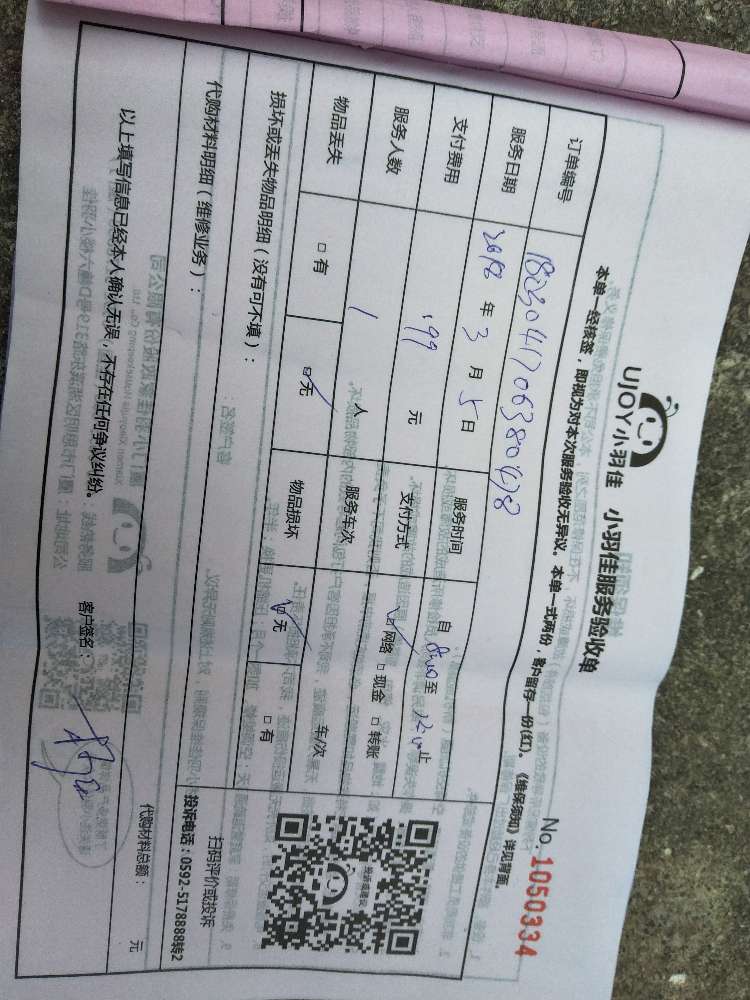 UJOY小羽佳 小羽佳服务验收单
No.1050334
本单一经核签，即视为对本次服务验收无异议。本单一式两份，客户留存一份(红)。《维保须知》详见背面。
订单编号
服务日期 2018 年 3 月 5 日 服务时间 自 8:00 至 12:00 止
支付费用 199 元 支付方式 ☑网络 □现金 □转账
服务人数 1 人 服务车次 车/次
物品丢失 □有 ☑无 物品损坏 ☑无 □有
损坏或丢失物品明细（没有可不填）：
扫码评价或投诉
投诉电话：0592-5178888转2
代购材料明细（维修业务）：
代购材料总额： 元
以上填写信息已经本人确认无误，不存在任何争议纠纷。 客户签名：